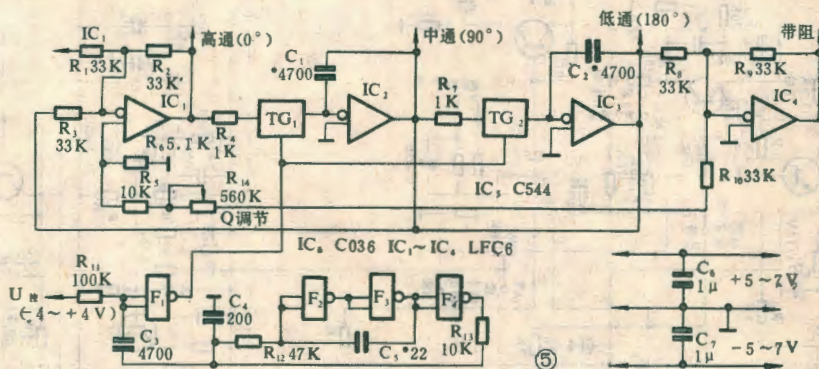 IC₁
高通(0°)
中通(90°)
低通(180°)
带阻
R₁ 33K
R₂ 33K
C₁ *4700
C₂ *4700
R₈ 33K
R₉ 33K
R₃ 33K
IC₁
R₄ 1K
TG₁
IC₂
R₇ 1K
TG₂
IC₃
IC₄
R₆ 5.1K
R₅ 10K
R₁₄ 560K
Q调节
IC₅ C544
R₁₀ 33K
IC₆ C036 IC₁~IC₄ LFC6
R₁₁ 100K
U控
(-4~+4V)
F₁
C₃ 4700
C₄ 200
R₁₂ 47K
F₂
F₃
C₅ *22
F₄
R₁₃ 10K
C₆ 1μ
+5~7V
C₇ 1μ
-5~7V
⑤